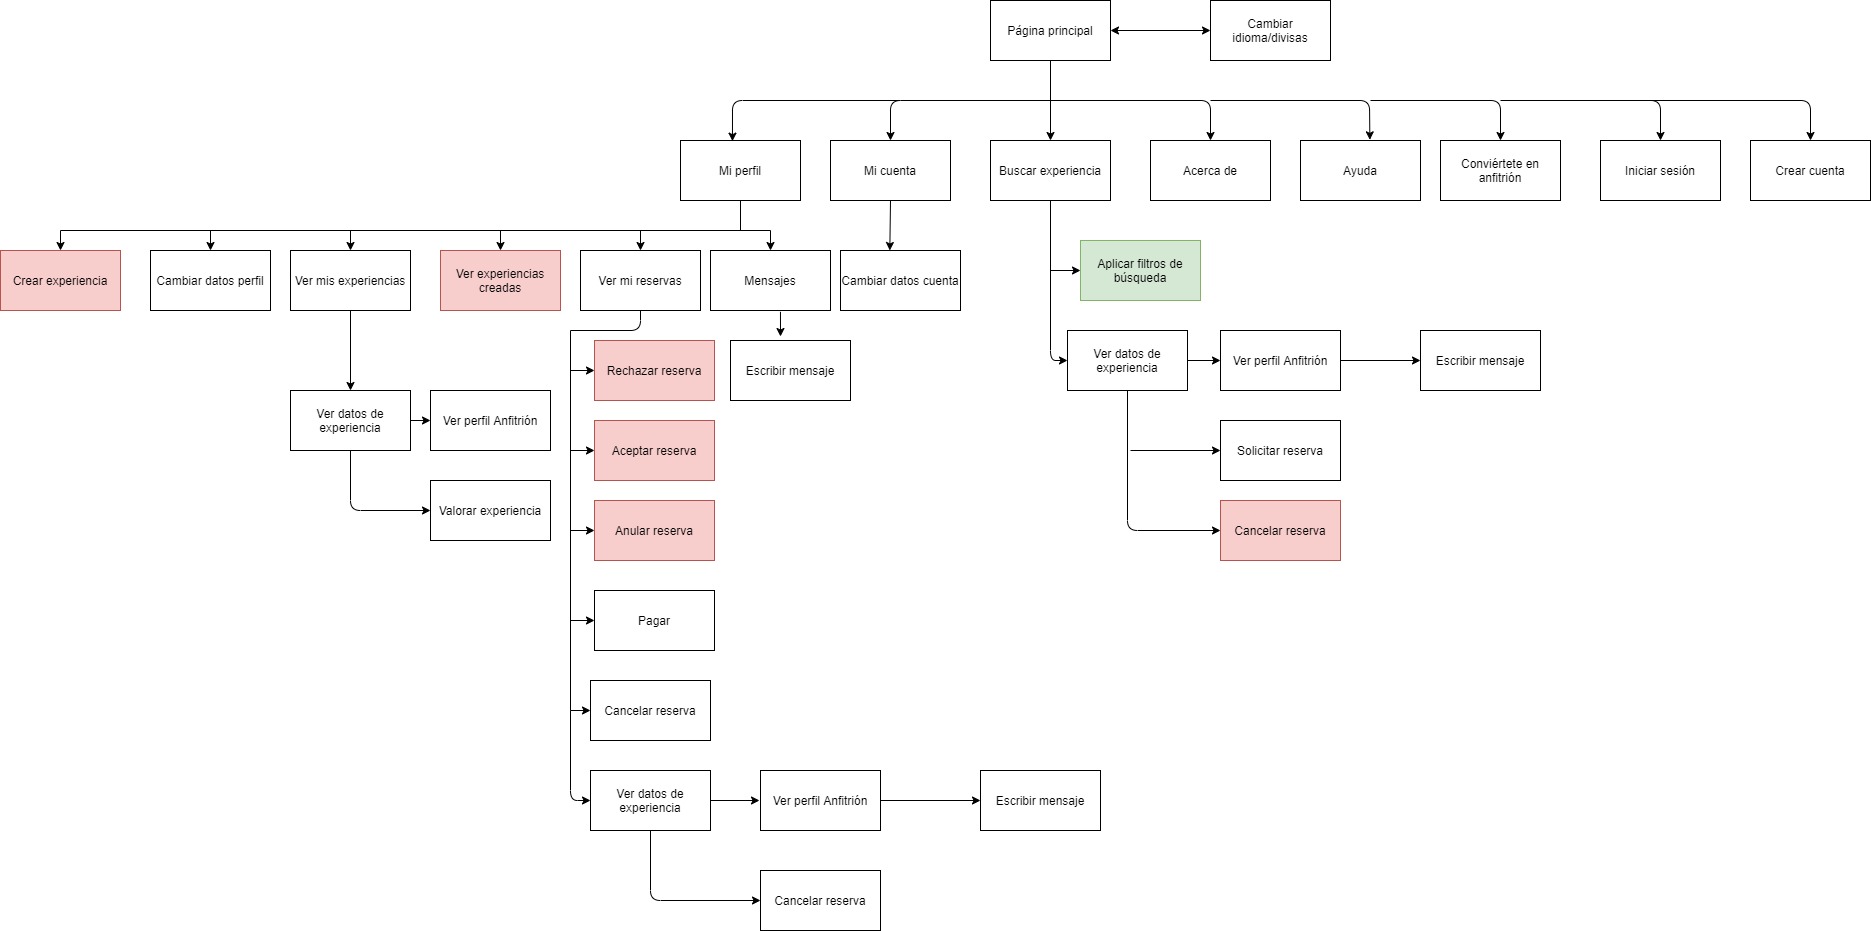 Página principal
Cambiar
idioma/divisas
Mi perfil
Mi cuenta
Buscar experiencia
Acerca de
Ayuda
Conviértete en
anfitrión
Iniciar sesión
Crear cuenta
Crear experiencia
Cambiar datos perfil
Ver mis experiencias
Ver experiencias
creadas
Ver mi reservas
Mensajes
Cambiar datos cuenta
Aplicar filtros de
búsqueda
Rechazar reserva
Escribir mensaje
Ver datos de
experiencia
Ver perfil Anfitrión
Escribir mensaje
Ver datos de
experiencia
Ver perfil Anfitrión
Aceptar reserva
Solicitar reserva
Valorar experiencia
Anular reserva
Cancelar reserva
Pagar
Cancelar reserva
Ver datos de
experiencia
Ver perfil Anfitrión
Escribir mensaje
Cancelar reserva